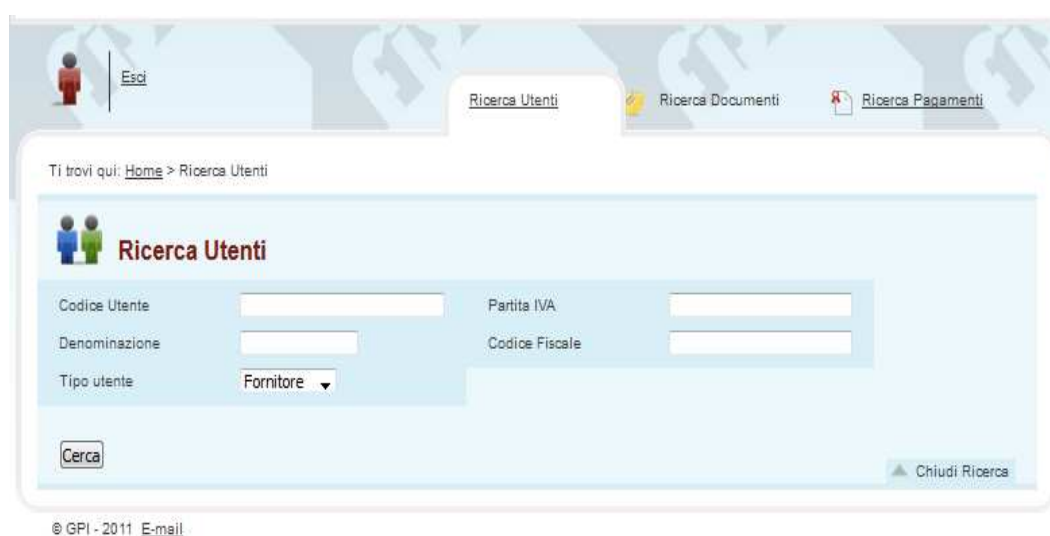 Esci
Ricerca Utenti
Ricerca Documenti
Ricerca Pagamenti
Ti trovi qui: Home > Ricerca Utenti
Ricerca Utenti
Codice Utente
Partita IVA
Denominazione
Codice Fiscale
Tipo utente
Fornitore
Cerca
Chiudi Ricerca
© GPI - 2011 E-mail